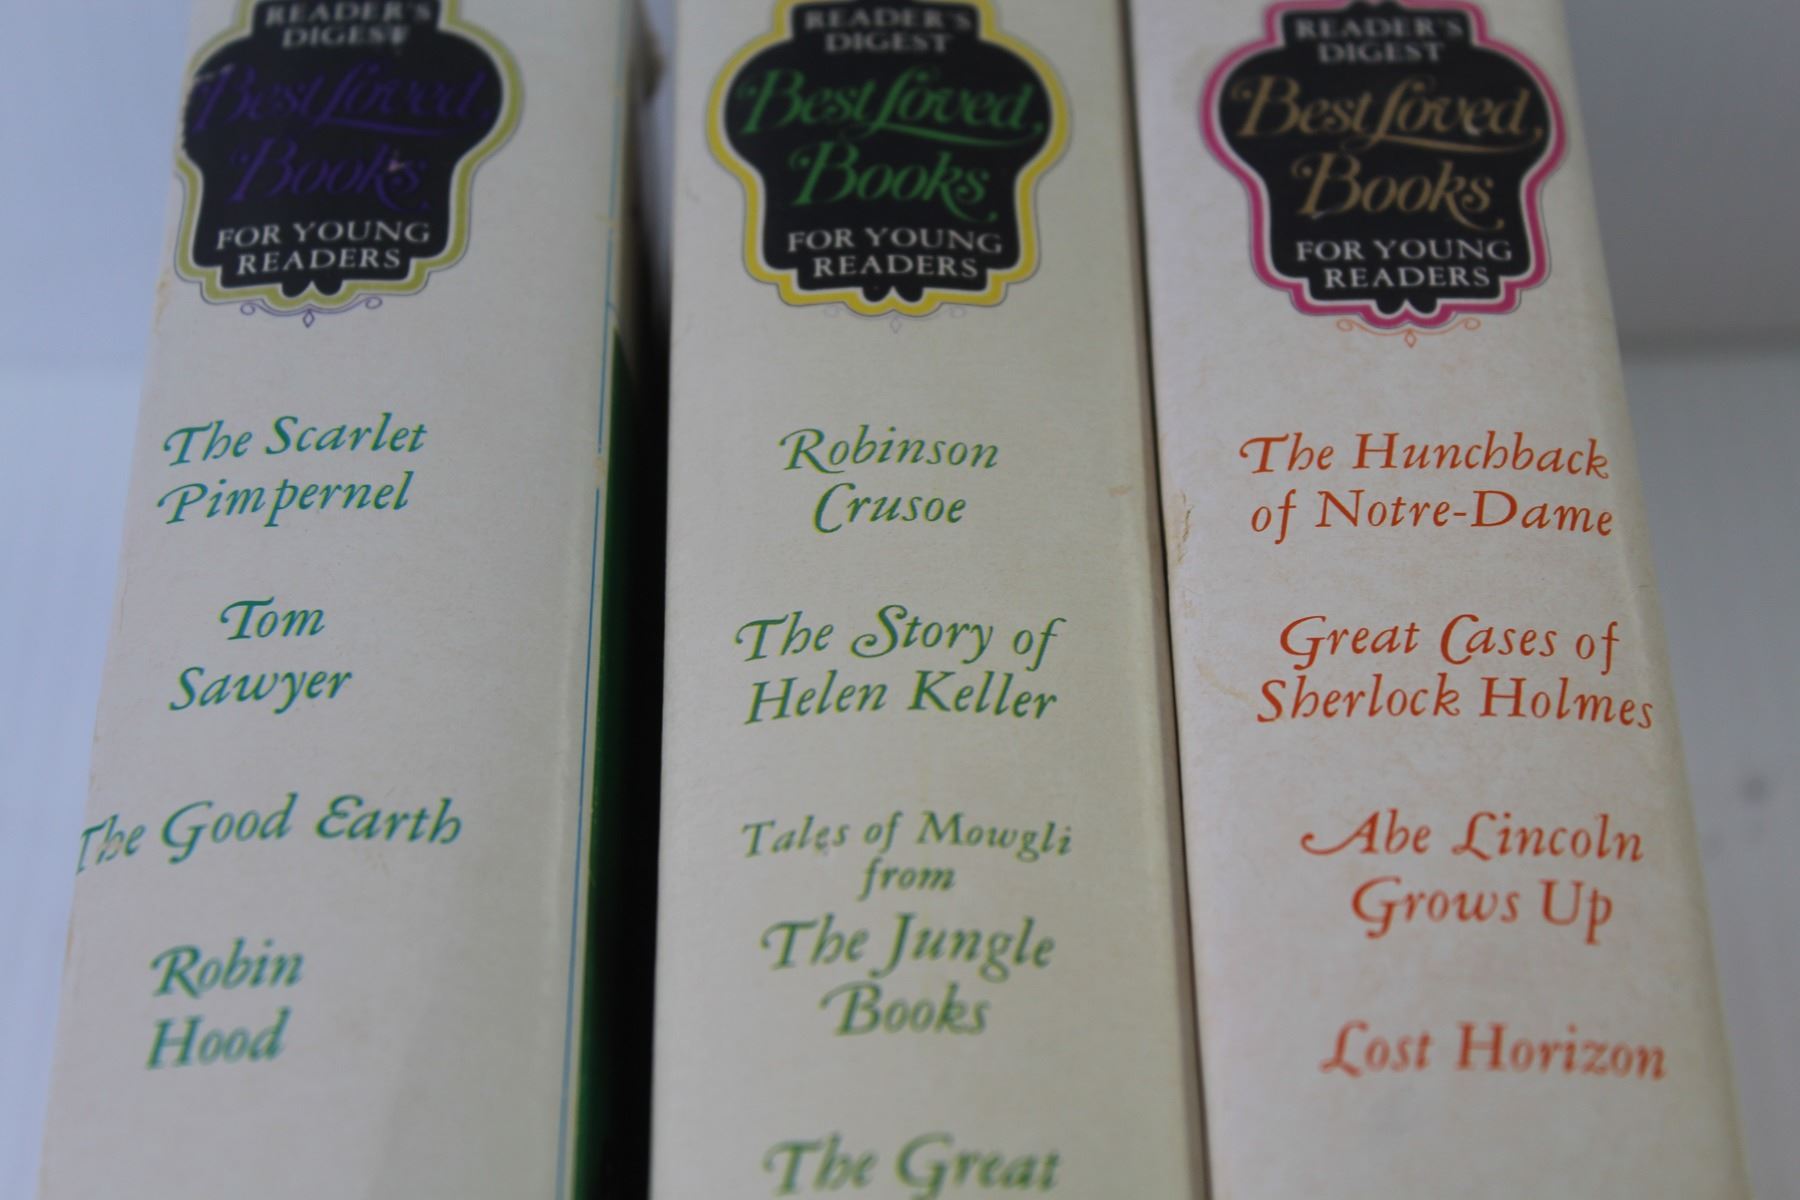 READER'S
DIGEST
Best Loved
Books
FOR YOUNG
READERS
The Scarlet
Pimpernel
Tom
Sawyer
The Good Earth
Robin
Hood
READER'S
DIGEST
Best Loved
Books
FOR YOUNG
READERS
Robinson
Crusoe
The Story of
Helen Keller
Tales of Mowgli
from
The Jungle
Books
The Great
READER'S
DIGEST
Best Loved
Books
FOR YOUNG
READERS
The Hunchback
of Notre-Dame
Great Cases of
Sherlock Holmes
Abe Lincoln
Grows Up
Lost Horizon